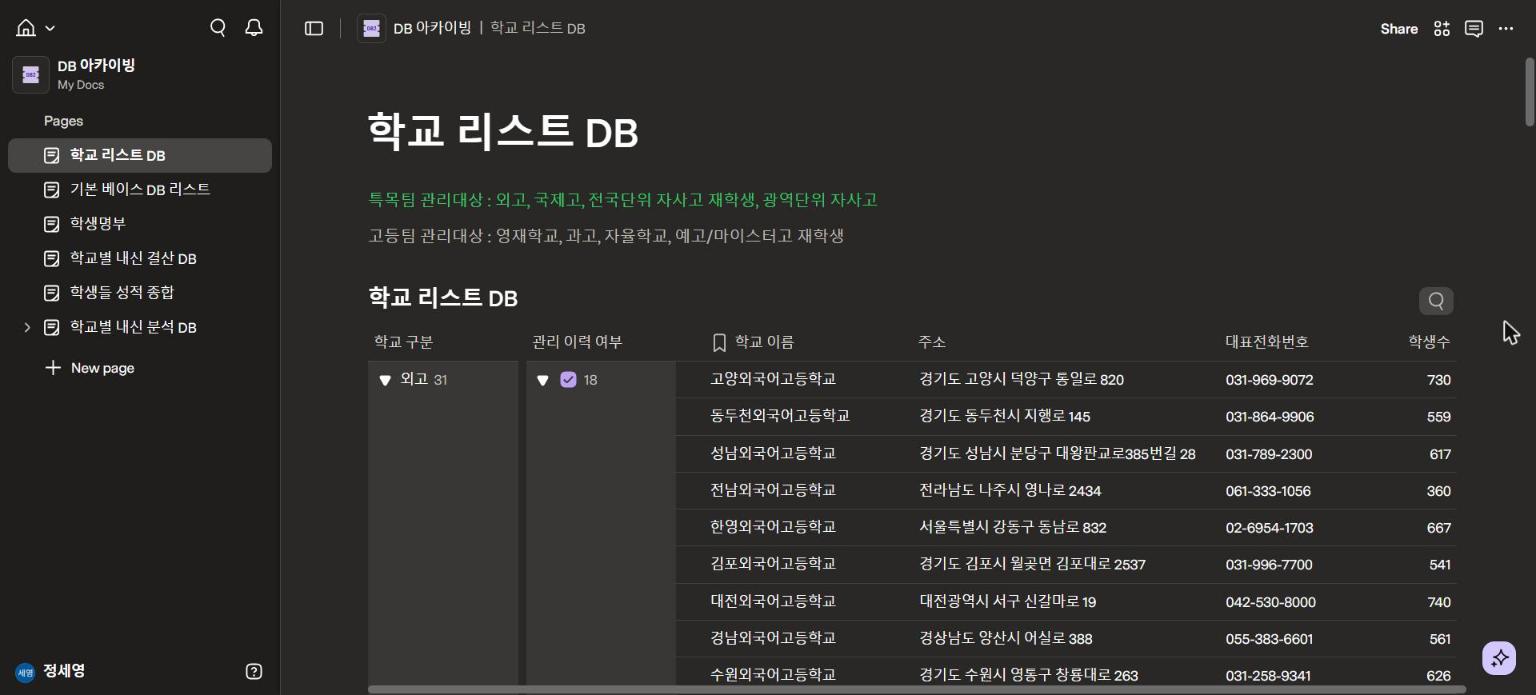 DB 아카이빙
My Docs
Pages
학교 리스트 DB
기본 베이스 DB 리스트
학생명부
학교별 내신 결산 DB
학생들 성적 종합
학교별 내신 분석 DB
New page
세영 정세영
DB 아카이빙 | 학교 리스트 DB
Share
학교 리스트 DB
특목팀 관리대상 : 외고, 국제고, 전국단위 자사고 재학생, 광역단위 자사고
고등팀 관리대상 : 영재학교, 과고, 자율학교, 예고/마이스터고 재학생
학교 리스트 DB
학교 구분 관리 이력 여부 학교 이름 주소 대표전화번호 학생수
외고 31 18 고양외국어고등학교 경기도 고양시 덕양구 통일로 820 031-969-9072 730
동두천외국어고등학교 경기도 동두천시 지행로 145 031-864-9906 559
성남외국어고등학교 경기도 성남시 분당구 대왕판교로385번길 28 031-789-2300 617
전남외국어고등학교 전라남도 나주시 영나로 2434 061-333-1056 360
한영외국어고등학교 서울특별시 강동구 동남로 832 02-6954-1703 667
김포외국어고등학교 경기도 김포시 월곶면 김포대로 2537 031-996-7700 541
대전외국어고등학교 대전광역시 서구 신갈마로 19 042-530-8000 740
경남외국어고등학교 경상남도 양산시 어실로 388 055-383-6601 561
수원외국어고등학교 경기도 수원시 영통구 창룡대로 263 031-258-9341 626